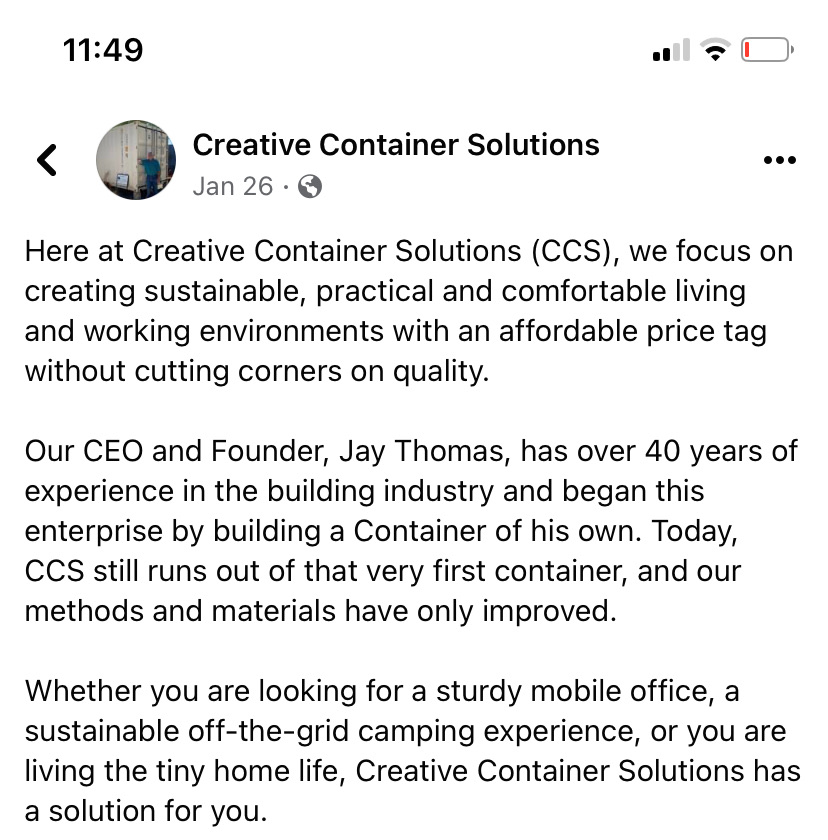 11:49
Creative Container Solutions
Jan 26 ·
Here at Creative Container Solutions (CCS), we focus on
creating sustainable, practical and comfortable living
and working environments with an affordable price tag
without cutting corners on quality.
Our CEO and Founder, Jay Thomas, has over 40 years of
experience in the building industry and began this
enterprise by building a Container of his own. Today,
CCS still runs out of that very first container, and our
methods and materials have only improved.
Whether you are looking for a sturdy mobile office, a
sustainable off-the-grid camping experience, or you are
living the tiny home life, Creative Container Solutions has
a solution for you.